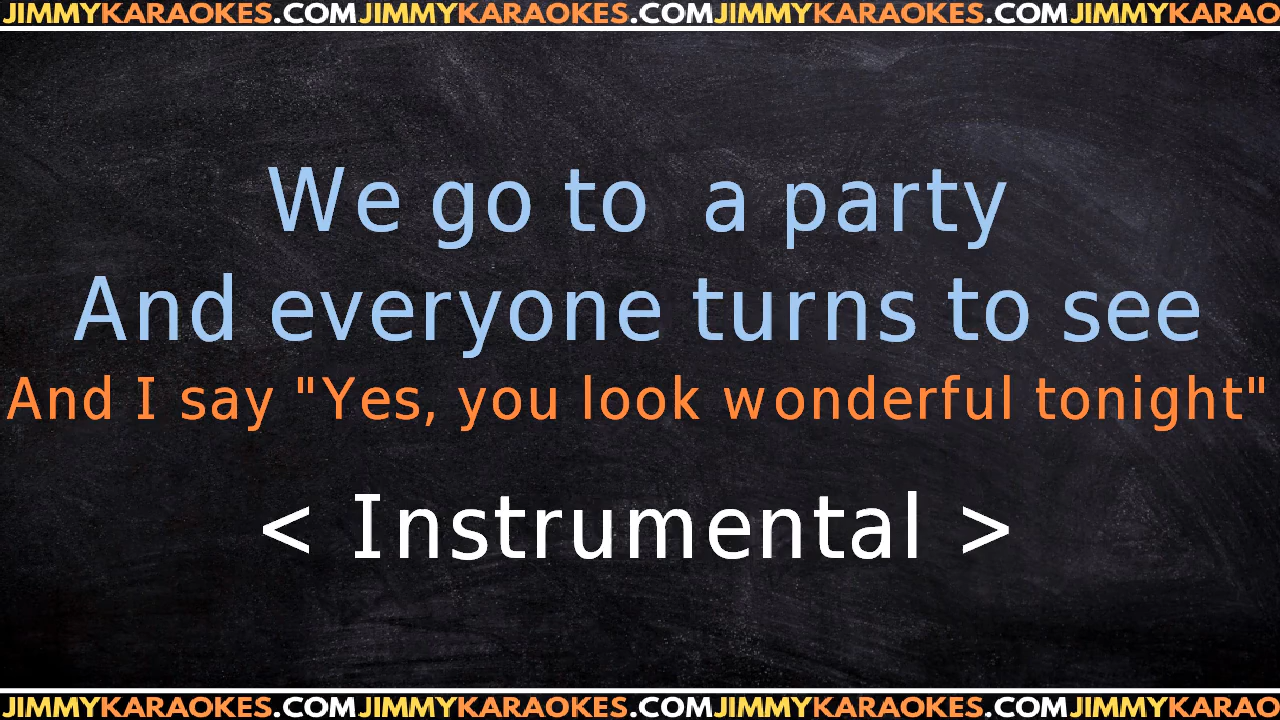 JIMMYKARAOKES.COMJIMMYKARAOKES.COMJIMMYKARAOKES.COMJIMMYKARAO
We go to  a party
And everyone turns to see
And I say "Yes, you look wonderful tonight"
< Instrumental >
JIMMYKARAOKES.COMJIMMYKARAOKES.COMJIMMYKARAOKES.COMJIMMYKARAO